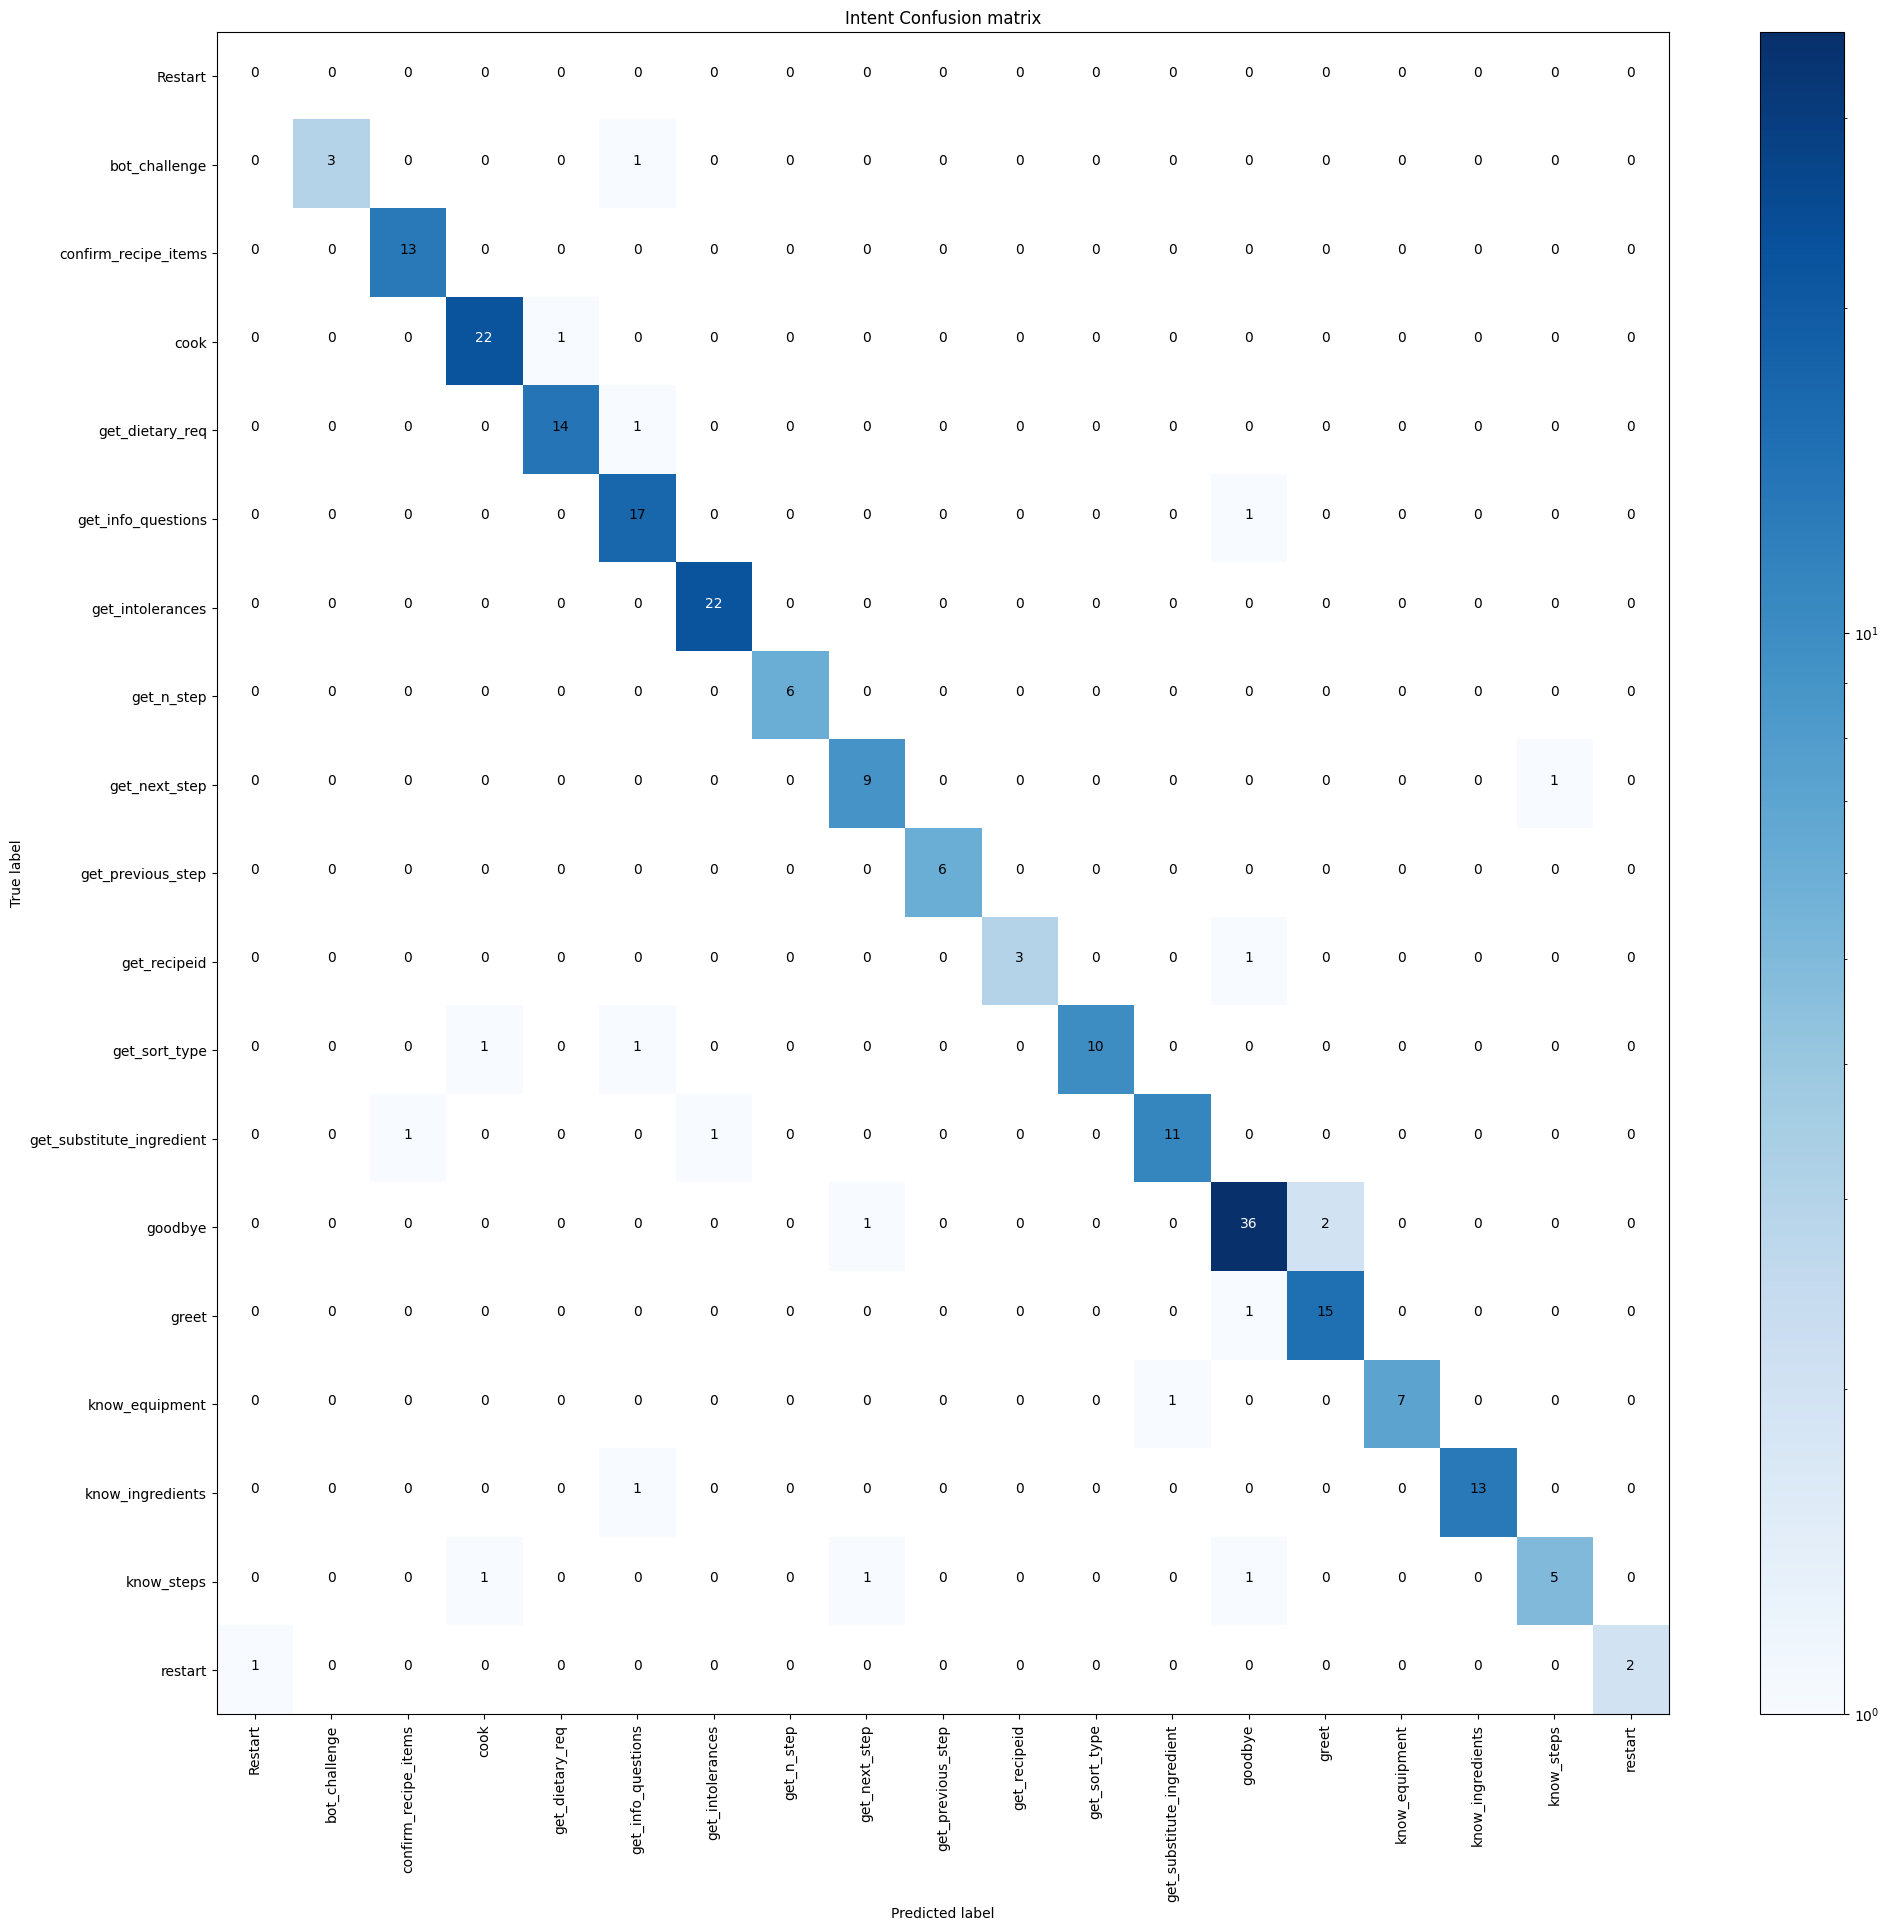 Intent Confusion matrix
Restart 0 0 0 0 0 0 0 0 0 0 0 0 0 0 0 0 0 0 0
bot_challenge 0 3 0 0 0 1 0 0 0 0 0 0 0 0 0 0 0 0 0
confirm_recipe_items 0 0 13 0 0 0 0 0 0 0 0 0 0 0 0 0 0 0 0
cook 0 0 0 22 1 0 0 0 0 0 0 0 0 0 0 0 0 0 0
get_dietary_req 0 0 0 0 14 1 0 0 0 0 0 0 0 0 0 0 0 0 0
get_info_questions 0 0 0 0 0 17 0 0 0 0 0 0 0 1 0 0 0 0 0
get_intolerances 0 0 0 0 0 0 22 0 0 0 0 0 0 0 0 0 0 0 0
get_n_step 0 0 0 0 0 0 0 6 0 0 0 0 0 0 0 0 0 0 0
get_next_step 0 0 0 0 0 0 0 0 9 0 0 0 0 0 0 0 0 1 0
get_previous_step 0 0 0 0 0 0 0 0 0 6 0 0 0 0 0 0 0 0 0
get_recipeid 0 0 0 0 0 0 0 0 0 0 3 0 0 1 0 0 0 0 0
get_sort_type 0 0 0 1 0 1 0 0 0 0 0 10 0 0 0 0 0 0 0
get_substitute_ingredient 0 0 1 0 0 0 1 0 0 0 0 0 11 0 0 0 0 0 0
goodbye 0 0 0 0 0 0 0 0 1 0 0 0 0 36 2 0 0 0 0
greet 0 0 0 0 0 0 0 0 0 0 0 0 0 1 15 0 0 0 0
know_equipment 0 0 0 0 0 0 0 0 0 0 0 0 1 0 0 7 0 0 0
know_ingredients 0 0 0 0 0 1 0 0 0 0 0 0 0 0 0 0 13 0 0
know_steps 0 0 0 1 0 0 0 0 1 0 0 0 0 1 0 0 0 5 0
restart 1 0 0 0 0 0 0 0 0 0 0 0 0 0 0 0 0 0 2
True label
Restart
bot_challenge
confirm_recipe_items
cook
get_dietary_req
get_info_questions
get_intolerances
get_n_step
get_next_step
get_previous_step
get_recipeid
get_sort_type
get_substitute_ingredient
goodbye
greet
know_equipment
know_ingredients
know_steps
restart
Predicted label
10¹
10⁰